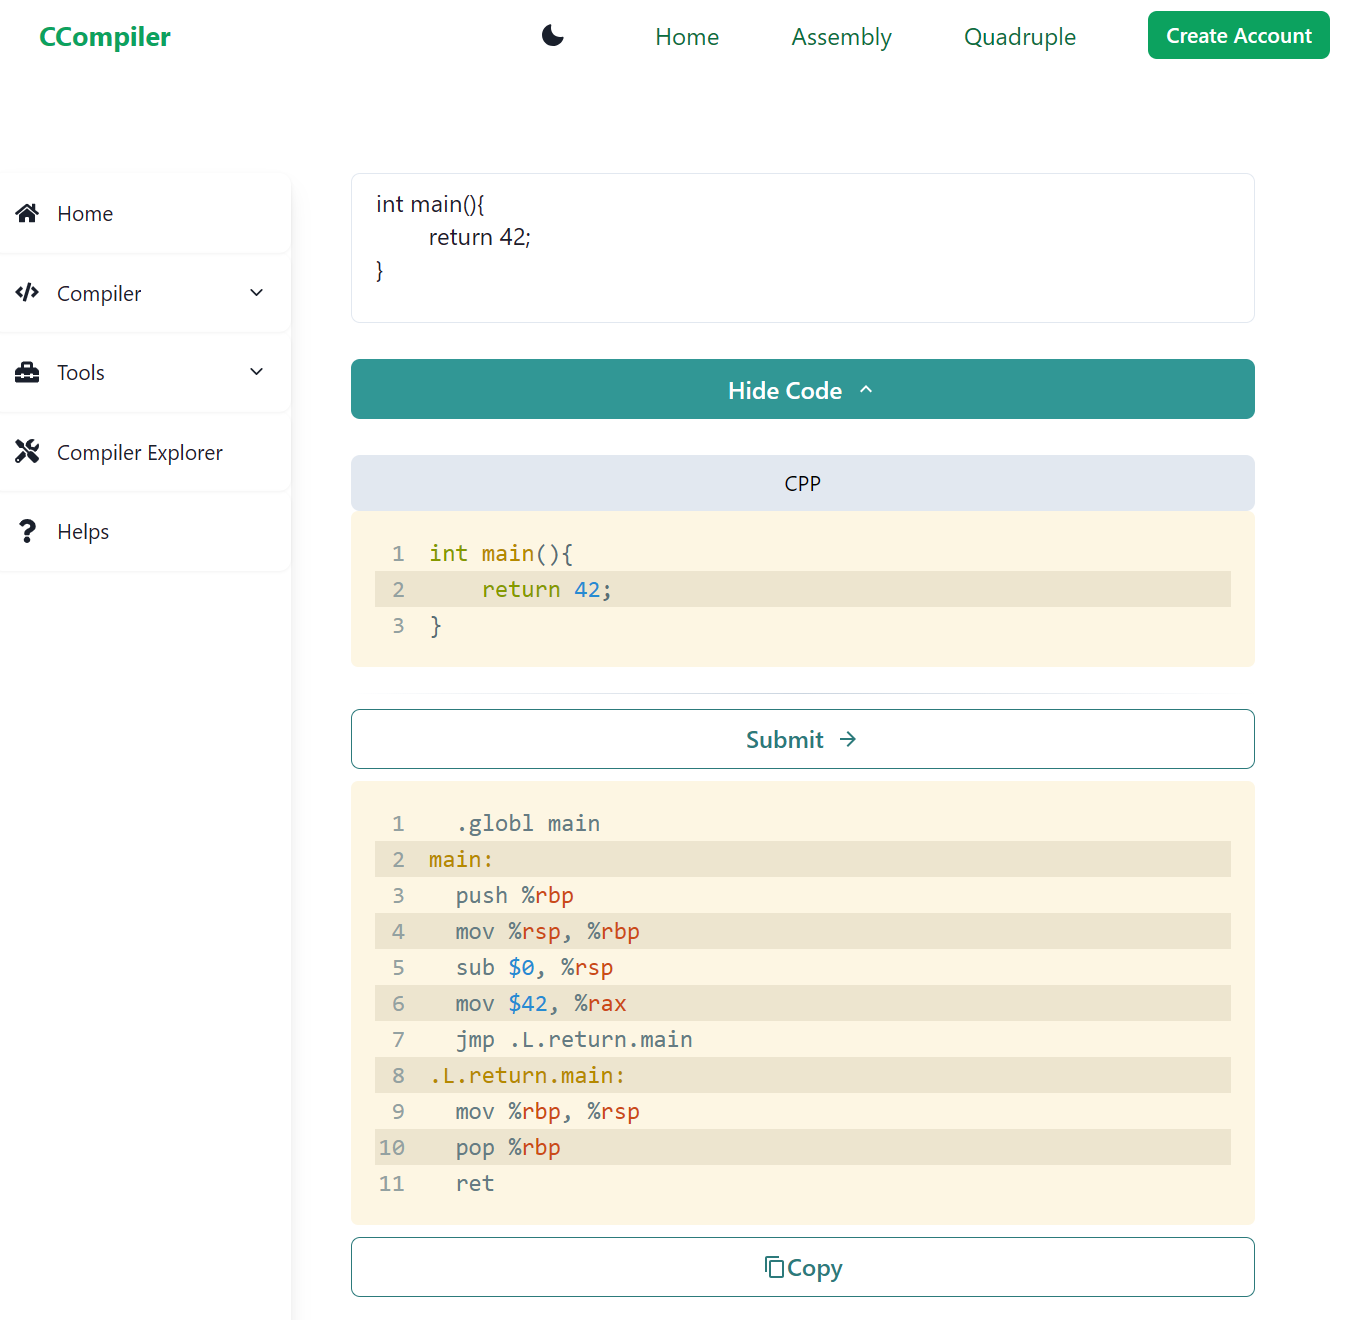 CCompiler Home Assembly Quadruple Create Account
Home
Compiler
Tools
Compiler Explorer
Helps
int main(){
return 42;
}
Hide Code
CPP
1 int main(){
2 return 42;
3 }
Submit →
1 .globl main
2 main:
3 push %rbp
4 mov %rsp, %rbp
5 sub $0, %rsp
6 mov $42, %rax
7 jmp .L.return.main
8 .L.return.main:
9 mov %rbp, %rsp
10 pop %rbp
11 ret
Copy